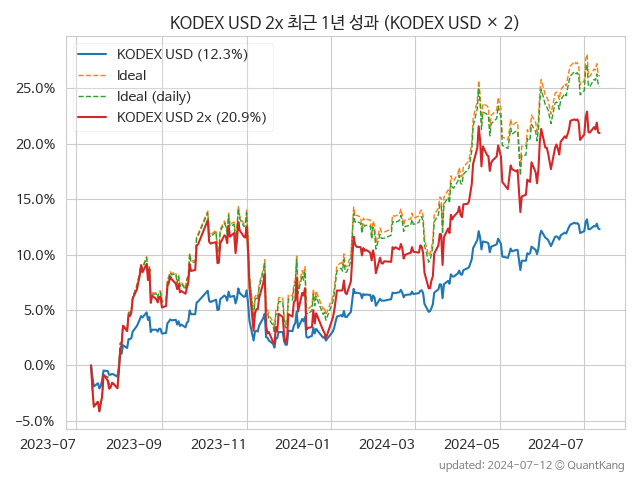 KODEX USD 2x 최근 1년 성과 (KODEX USD × 2)
KODEX USD (12.3%)
Ideal
Ideal (daily)
KODEX USD 2x (20.9%)
25.0%
20.0%
15.0%
10.0%
5.0%
0.0%
−5.0%
2023-07 2023-09 2023-11 2024-01 2024-03 2024-05 2024-07
updated: 2024-07-12 © QuantKang